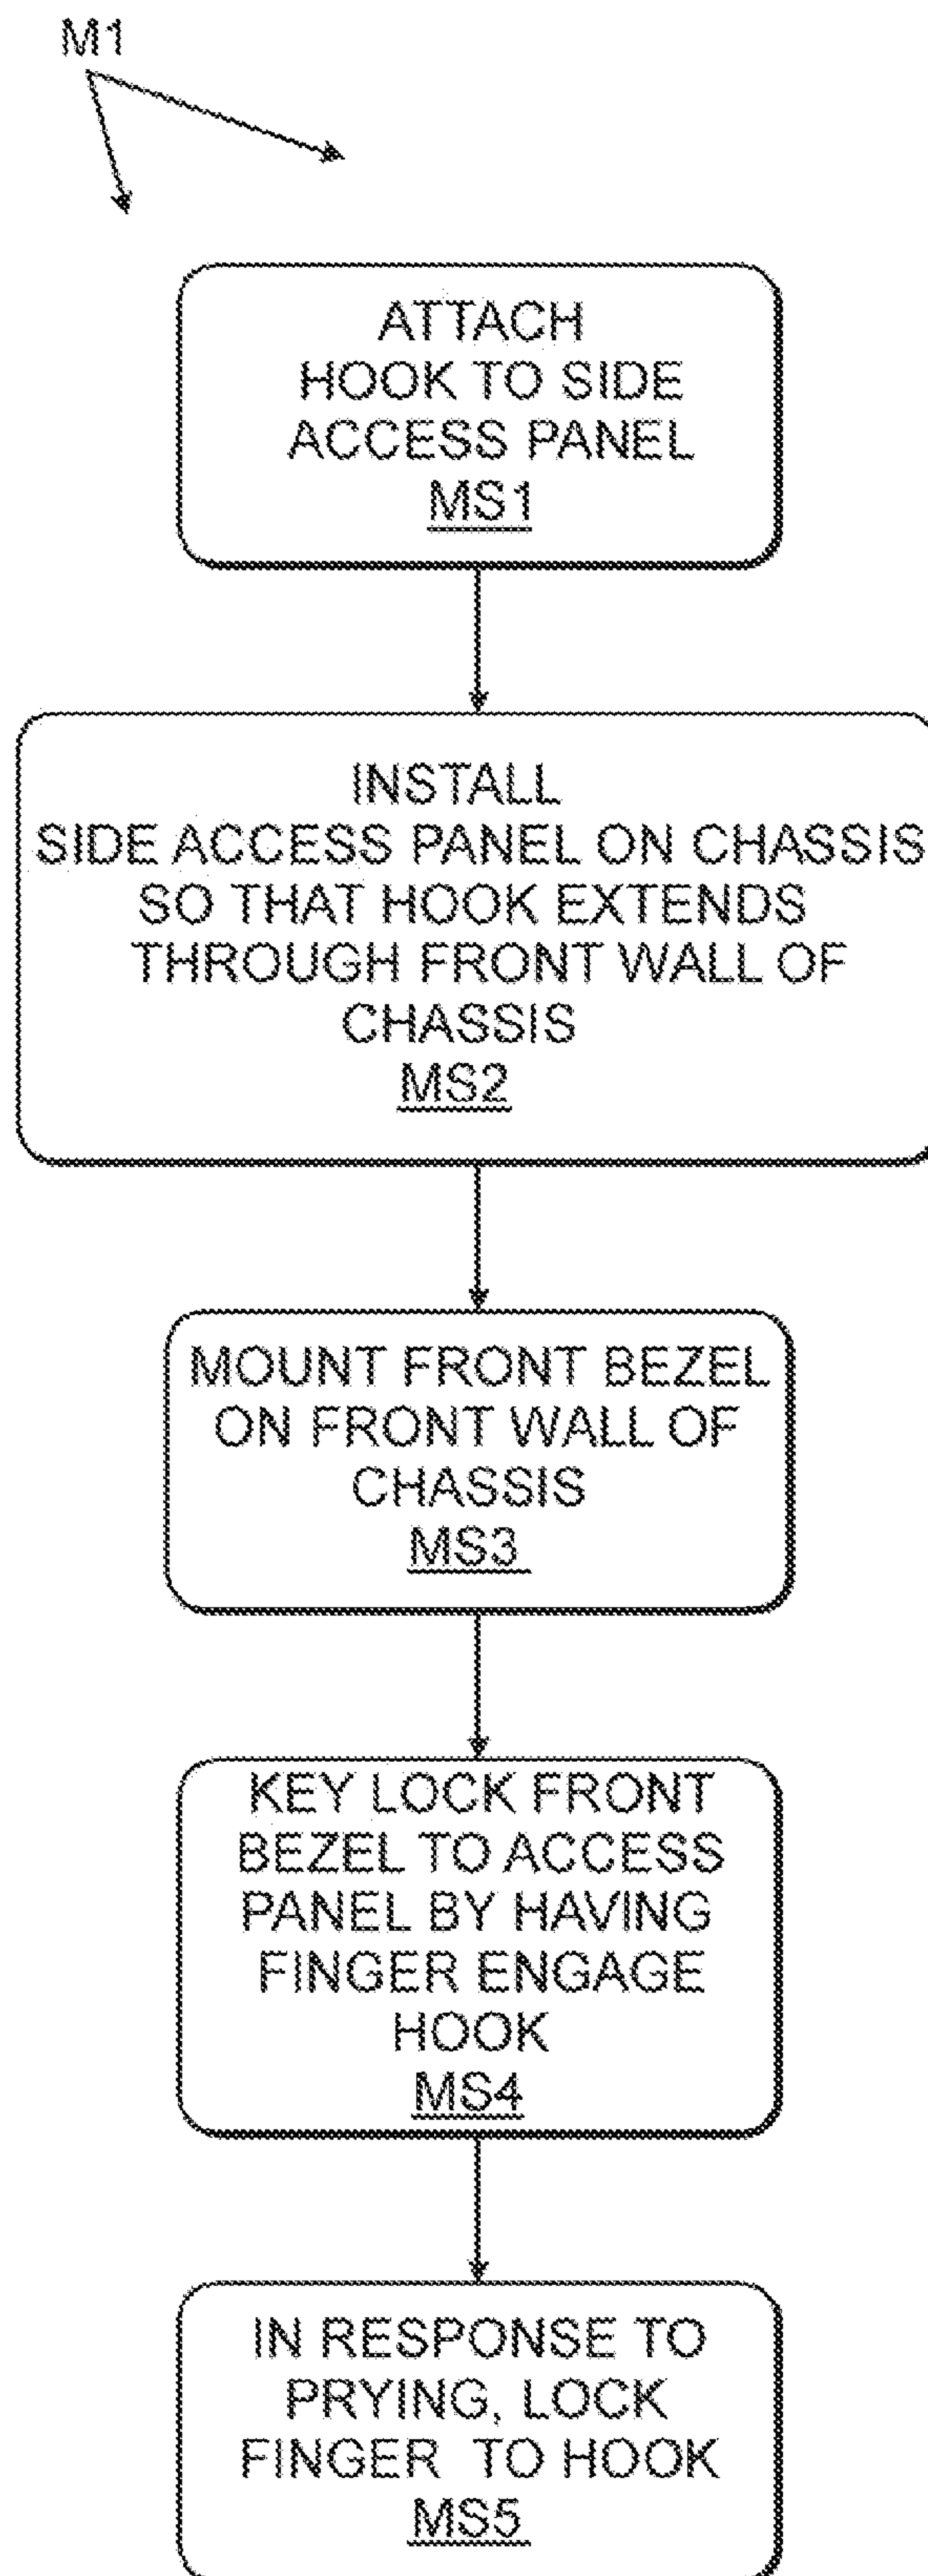 M1
ATTACH
HOOK TO SIDE
ACCESS PANEL
MS1
INSTALL
SIDE ACCESS PANEL ON CHASSIS
SO THAT HOOK EXTENDS
THROUGH FRONT WALL OF
CHASSIS
MS2
MOUNT FRONT BEZEL
ON FRONT WALL OF
CHASSIS
MS3
KEY LOCK FRONT
BEZEL TO ACCESS
PANEL BY HAVING
FINGER ENGAGE
HOOK
MS4
IN RESPONSE TO
PRYING, LOCK
FINGER TO HOOK
MS5